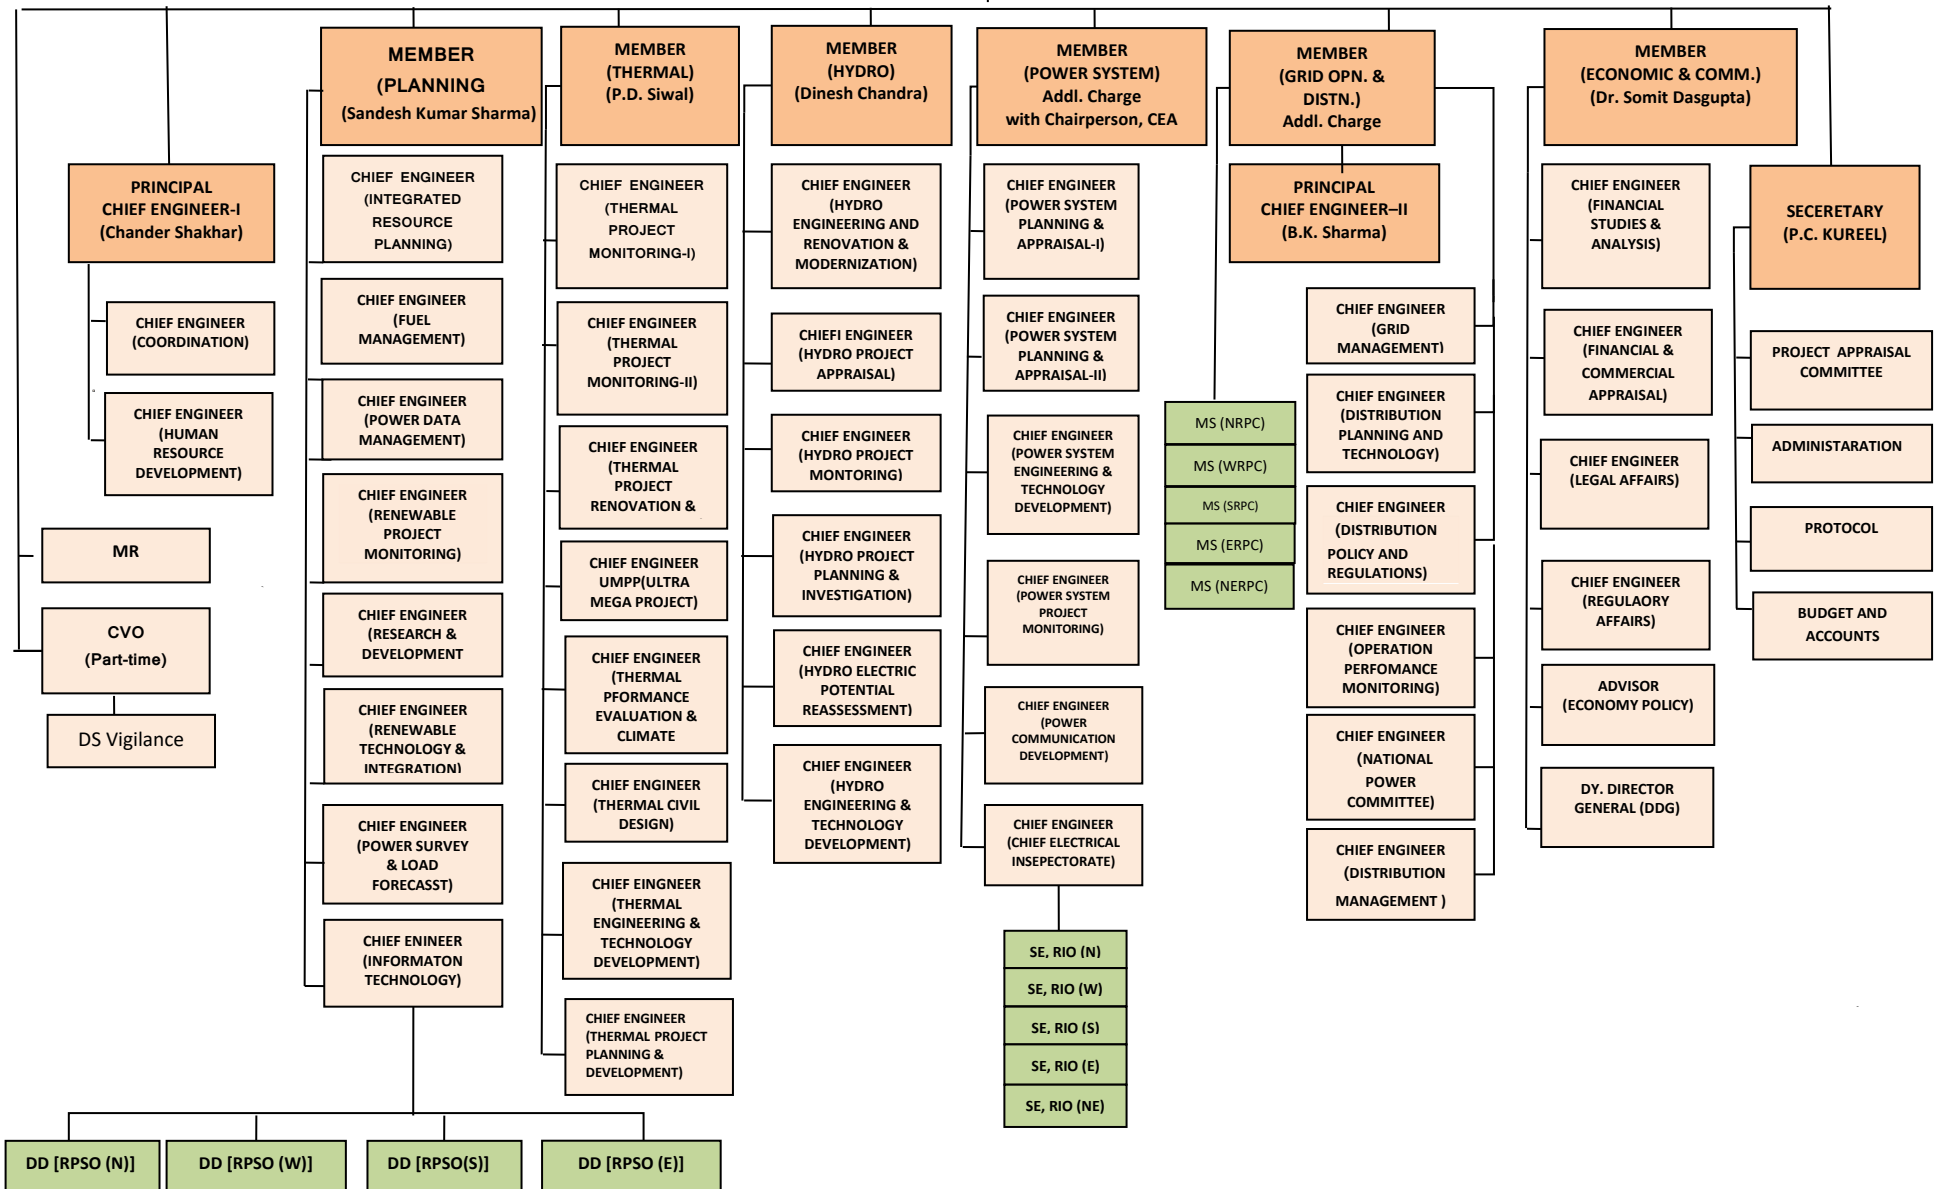 PRINCIPAL
CHIEF ENGINEER-I
(Chander Shakhar)
CHIEF ENGINEER
(COORDINATION)
CHIEF ENGINEER
(HUMAN
RESOURCE
DEVELOPMENT)
MR
CVO
(Part-time)
DS Vigilance
MEMBER
(PLANNING
(Sandesh Kumar Sharma)
CHIEF ENGINEER
(INTEGRATED
RESOURCE
PLANNING)
CHIEF ENGINEER
(FUEL
MANAGEMENT)
CHIEF ENGINEER
(POWER DATA
MANAGEMENT)
CHIEF ENGINEER
(RENEWABLE
PROJECT
MONITORING)
CHIEF ENGINEER
(RESEARCH &
DEVELOPMENT
CHIEF ENGINEER
(RENEWABLE
TECHNOLOGY &
INTEGRATION)
CHIEF ENGINEER
(POWER SURVEY
& LOAD
FORECASST)
CHIEF ENINEER
(INFORMATON
TECHNOLOGY)
DD [RPSO (N)]
DD [RPSO (W)]
DD [RPSO(S)]
DD [RPSO (E)]
MEMBER
(THERMAL)
(P.D. Siwal)
CHIEF ENGINEER
(THERMAL
PROJECT
MONITORING-I)
CHIEF ENGINEER
(THERMAL
PROJECT
MONITORING-II)
CHIEF ENGINEER
(THERMAL
PROJECT
RENOVATION &
CHIEF ENGINEER
UMPP(ULTRA
MEGA PROJECT)
CHIEF ENGINEER
(THERMAL
PFORMANCE
EVALUATION &
CLIMATE
CHIEF ENGINEER
(THERMAL CIVIL
DESIGN)
CHIEF EINGNEER
(THERMAL
ENGINEERING &
TECHNOLOGY
DEVELOPMENT)
CHIEF ENGINEER
(THERMAL PROJECT
PLANNING &
DEVELOPMENT)
MEMBER
(HYDRO)
(Dinesh Chandra)
CHIEF ENGINEER
(HYDRO
ENGINEERING AND
RENOVATION &
MODERNIZATION)
CHIEFI ENGINEER
(HYDRO PROJECT
APPRAISAL)
CHIEF ENGINEER
(HYDRO PROJECT
MONTORING)
CHIEF ENGINEER
(HYDRO PROJECT
PLANNING &
INVESTIGATION)
CHIEF ENGINEER
(HYDRO ELECTRIC
POTENTIAL
REASSESSMENT)
CHIEF ENGINEER
(HYDRO
ENGINEERING &
TECHNOLOGY
DEVELOPMENT)
MEMBER
(POWER SYSTEM)
Addl. Charge
with Chairperson, CEA
CHIEF ENGINEER
(POWER SYSTEM
PLANNING &
APPRAISAL-I)
CHIEF ENGINEER
(POWER SYSTEM
PLANNING &
APPRAISAL-II)
CHIEF ENGINEER
(POWER SYSTEM
ENGINEERING &
TECHNOLOGY
DEVELOPMENT)
CHIEF ENGINEER
(POWER SYSTEM
PROJECT
MONITORING)
CHIEF ENGINEER
(POWER
COMMUNICATION
DEVELOPMENT)
CHIEF ENGINEER
(CHIEF ELECTRICAL
INSEPECTORATE)
SE, RIO (N)
SE, RIO (W)
SE, RIO (S)
SE, RIO (E)
SE, RIO (NE)
MEMBER
(GRID OPN. &
DISTN.)
Addl. Charge
PRINCIPAL
CHIEF ENGINEER–II
(B.K. Sharma)
MS (NRPC)
MS (WRPC)
MS (SRPC)
MS (ERPC)
MS (NERPC)
CHIEF ENGINEER
(GRID
MANAGEMENT)
CHIEF ENGINEER
(DISTRIBUTION
PLANNING AND
TECHNOLOGY)
CHIEF ENGINEER
(DISTRIBUTION
POLICY AND
REGULATIONS)
CHIEF ENGINEER
(OPERATION
PERFOMANCE
MONITORING)
CHIEF ENGINEER
(NATIONAL
POWER
COMMITTEE)
CHIEF ENGINEER
(DISTRIBUTION
MANAGEMENT )
MEMBER
(ECONOMIC & COMM.)
(Dr. Somit Dasgupta)
CHIEF ENGINEER
(FINANCIAL
STUDIES &
ANALYSIS)
CHIEF ENGINEER
(FINANCIAL &
COMMERCIAL
APPRAISAL)
CHIEF ENGINEER
(LEGAL AFFAIRS)
CHIEF ENGINEER
(REGULAORY
AFFAIRS)
ADVISOR
(ECONOMY POLICY)
DY. DIRECTOR
GENERAL (DDG)
SECERETARY
(P.C. KUREEL)
PROJECT APPRAISAL
COMMITTEE
ADMINISTARATION
PROTOCOL
BUDGET AND
ACCOUNTS